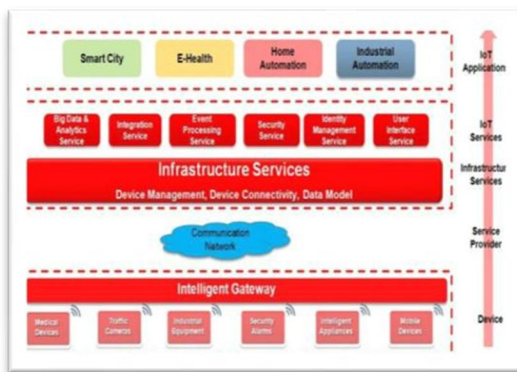 Smart City
E-Health
Home
Automation
Industrial
Automation
IoT
Application
Big Data &
Analytics
Service
Integration
Service
Event
Processing
Service
Security
Service
Identity
Management
Service
User
Interface
Service
IoT
Services
Infrastructure Services
Device Management, Device Connectivity, Data Model
Infrastructur
Services
Communication
Network
Service
Provider
Intelligent Gateway
Medical
Devices
Traffic
Cameras
Industrial
Equipment
Security
Alarms
Intelligent
Appliances
Mobile
Devices
Device